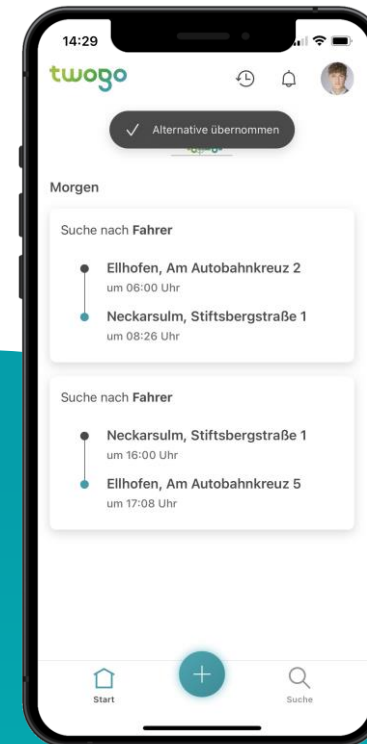 14:29
twogo
Alternative übernommen
Morgen
Suche nach Fahrer
Ellhofen, Am Autobahnkreuz 2
um 06:00 Uhr
Neckarsulm, Stiftsbergstraße 1
um 08:26 Uhr
Suche nach Fahrer
Neckarsulm, Stiftsbergstraße 1
um 16:00 Uhr
Ellhofen, Am Autobahnkreuz 5
um 17:08 Uhr
Start
Suche